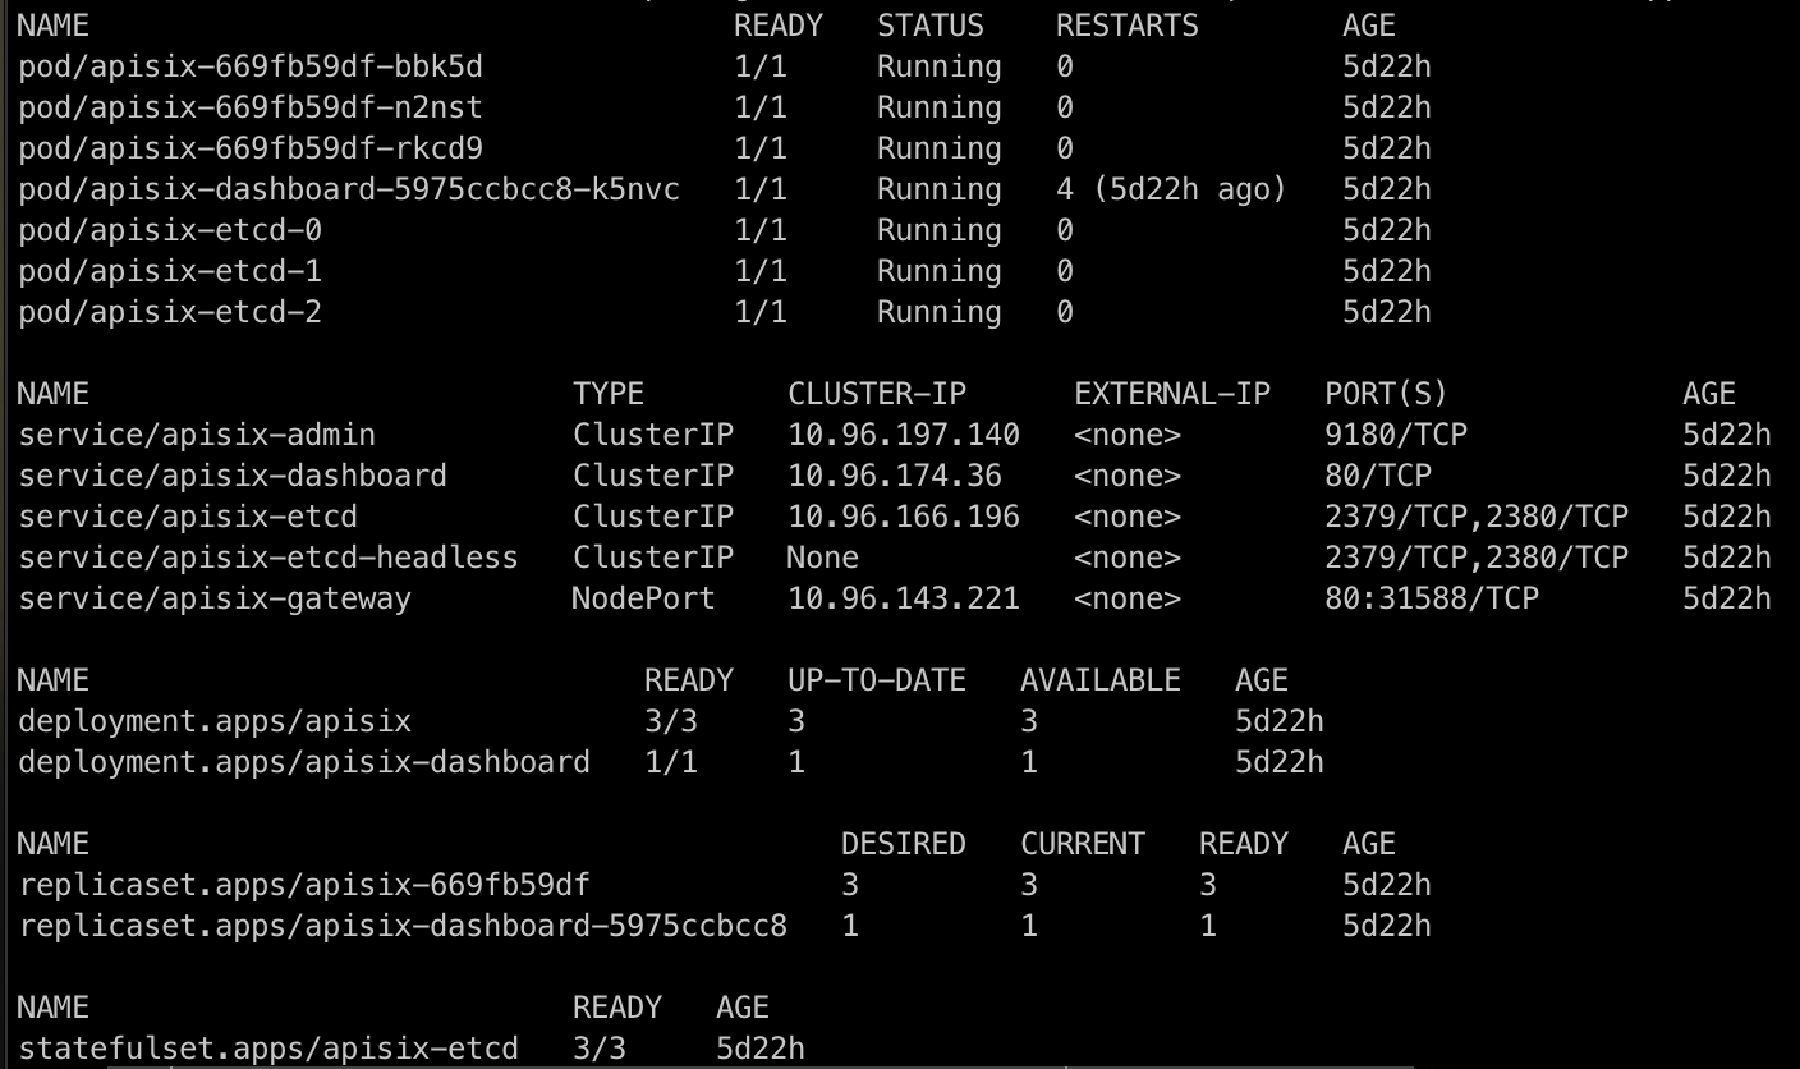 NAME READY STATUS RESTARTS AGE
pod/apisix-669fb59df-bbk5d 1/1 Running 0 5d22h
pod/apisix-669fb59df-n2nst 1/1 Running 0 5d22h
pod/apisix-669fb59df-rkcd9 1/1 Running 0 5d22h
pod/apisix-dashboard-5975ccbcc8-k5nvc 1/1 Running 4 (5d22h ago) 5d22h
pod/apisix-etcd-0 1/1 Running 0 5d22h
pod/apisix-etcd-1 1/1 Running 0 5d22h
pod/apisix-etcd-2 1/1 Running 0 5d22h
NAME TYPE CLUSTER-IP EXTERNAL-IP PORT(S) AGE
service/apisix-admin ClusterIP 10.96.197.140 <none> 9180/TCP 5d22h
service/apisix-dashboard ClusterIP 10.96.174.36 <none> 80/TCP 5d22h
service/apisix-etcd ClusterIP 10.96.166.196 <none> 2379/TCP,2380/TCP 5d22h
service/apisix-etcd-headless ClusterIP None <none> 2379/TCP,2380/TCP 5d22h
service/apisix-gateway NodePort 10.96.143.221 <none> 80:31588/TCP 5d22h
NAME READY UP-TO-DATE AVAILABLE AGE
deployment.apps/apisix 3/3 3 3 5d22h
deployment.apps/apisix-dashboard 1/1 1 1 5d22h
NAME DESIRED CURRENT READY AGE
replicaset.apps/apisix-669fb59df 3 3 3 5d22h
replicaset.apps/apisix-dashboard-5975ccbcc8 1 1 1 5d22h
NAME READY AGE
statefulset.apps/apisix-etcd 3/3 5d22h